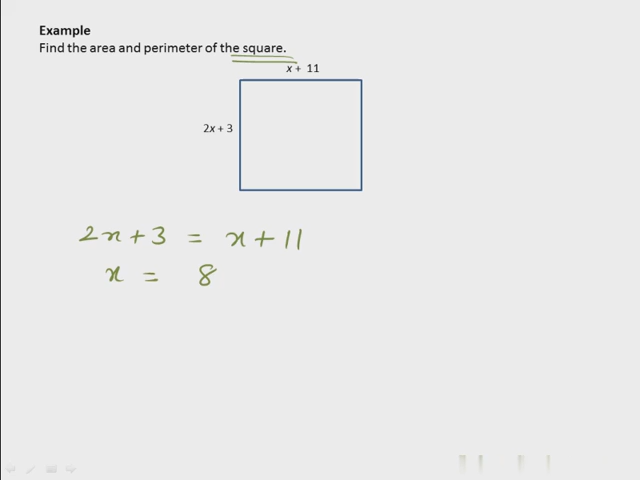 Example
Find the area and perimeter of the square.
x + 11
2x + 3
2x + 3 = x + 11
x = 8